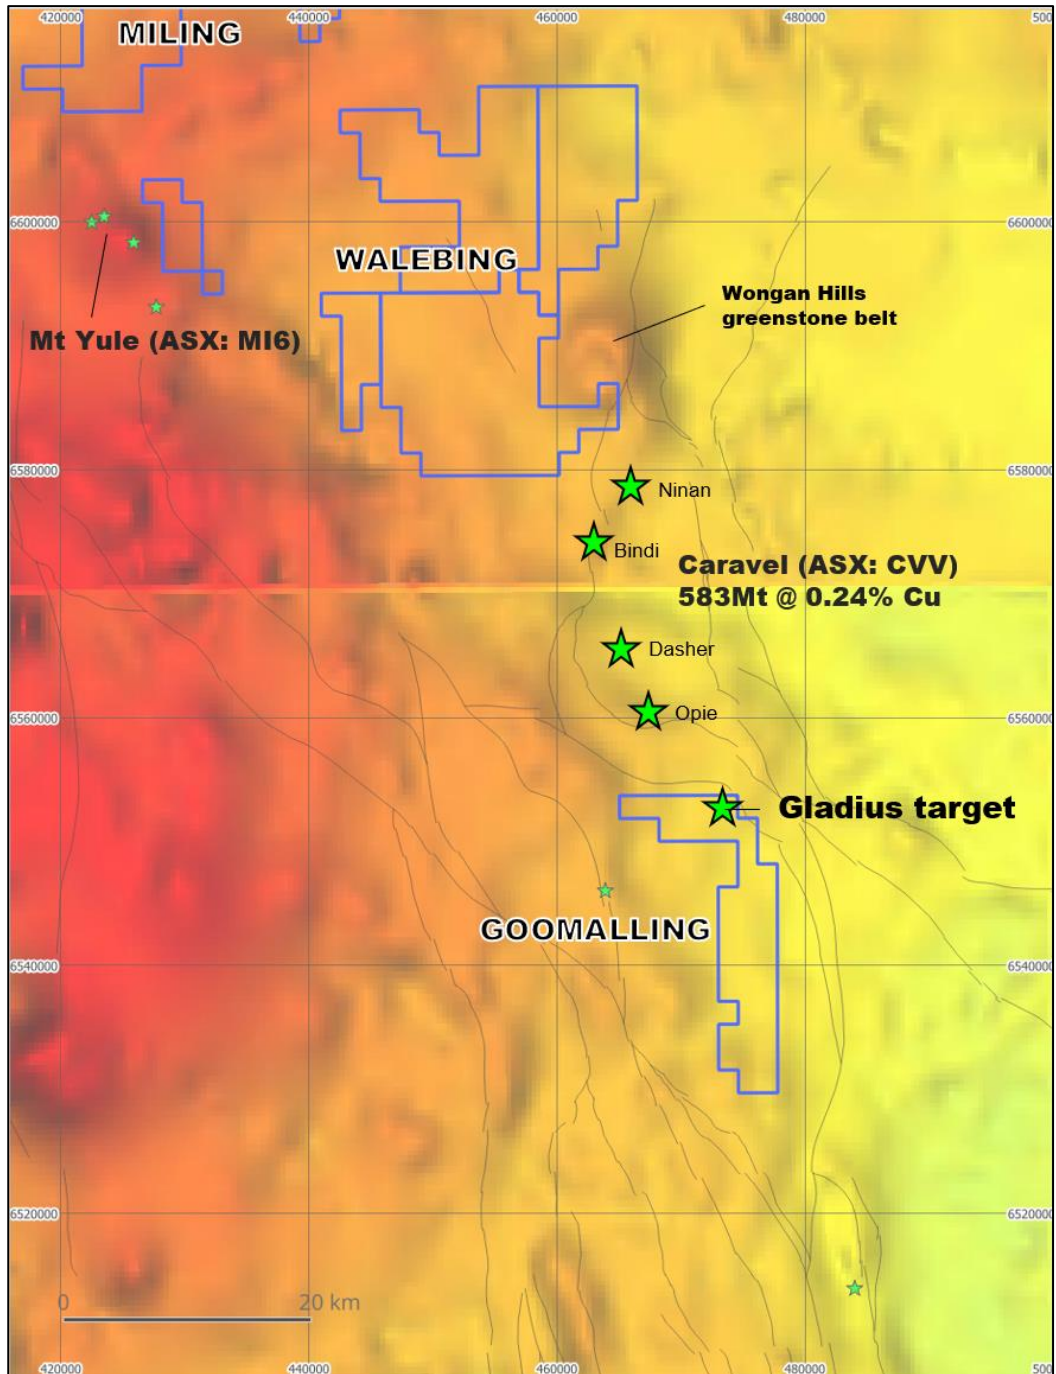 420000
440000
460000
480000
500
MILING
6600000
6600000
WALEBING
Wongan Hills
greenstone belt
Mt Yule (ASX: MI6)
6580000
6580000
Ninan
Bindi
Caravel (ASX: CVV)
583Mt @ 0.24% Cu
Dasher
Opie
6560000
6560000
Gladius target
GOOMALLING
6540000
6540000
6520000
6520000
0
20 km
420000
440000
460000
480000
500